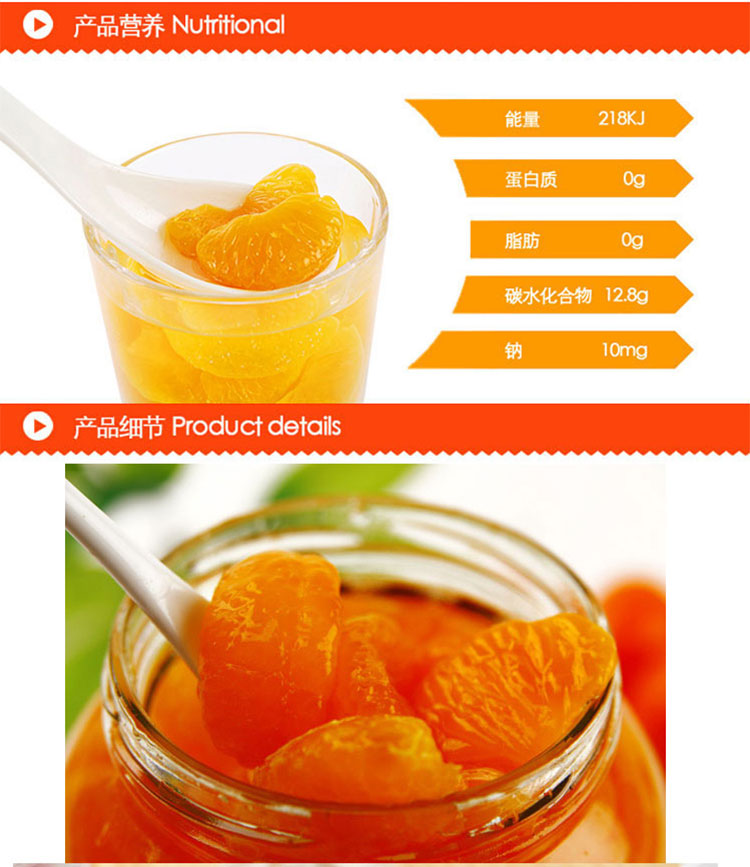 产品营养 Nutritional
能量 218KJ
蛋白质 0g
脂肪 0g
碳水化合物 12.8g
钠 10mg
产品细节 Product details